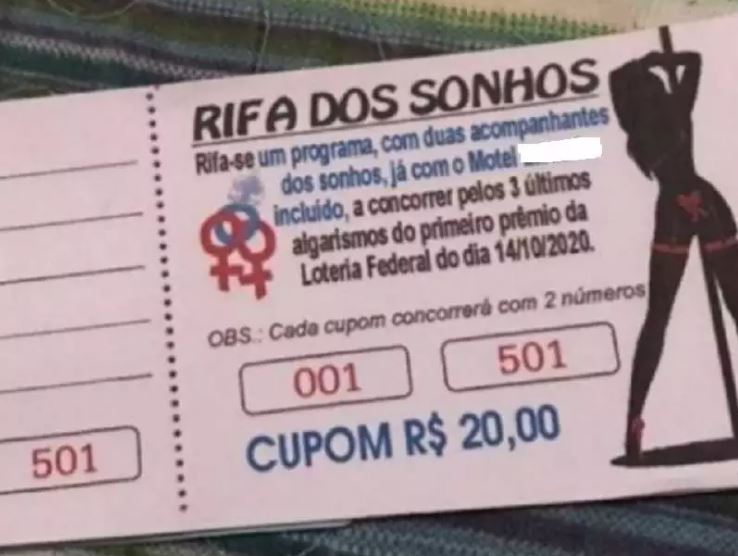 RIFA DOS SONHOS
Rifa-se um programa, com duas acompanhantes
dos sonhos, já com o Motel
incluído, a concorrer pelos 3 últimos
algarismos do primeiro prêmio da
Loteria Federal do dia 14/10/2020.
OBS.: Cada cupom concorrerá com 2 números
001 501
CUPOM R$ 20,00
501